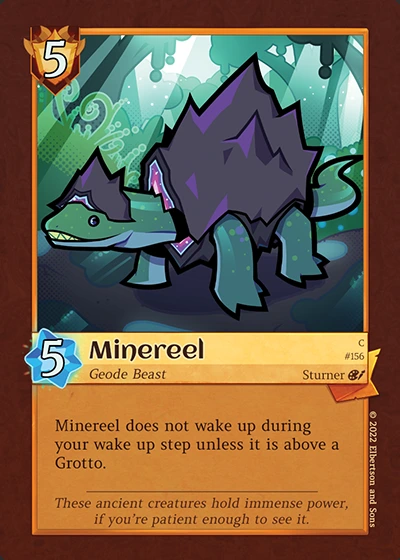 5
5
Minereel
Geode Beast
C
#156
Sturner
Minereel does not wake up during
your wake up step unless it is above a
Grotto.
These ancient creatures hold immense power,
if you're patient enough to see it.
© 2022 Elbertson and Sons